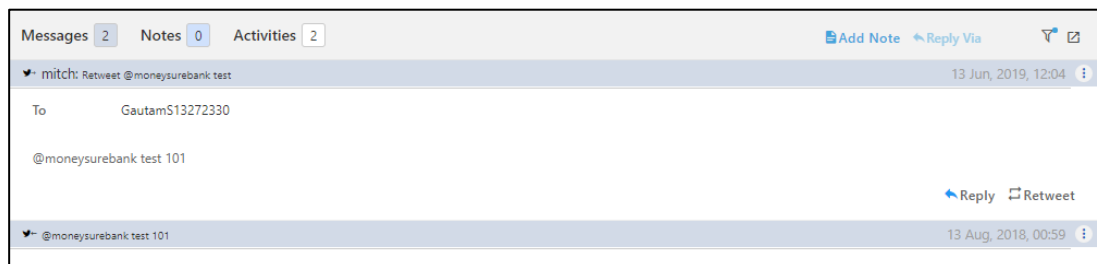 Messages 2 Notes 0 Activities 2 Add Note Reply Via
mitch: Retweet @moneysurebank test 13 Jun, 2019, 12:04
To GautamS13272330
@moneysurebank test 101
Reply Retweet
@moneysurebank test 101 13 Aug, 2018, 00:59